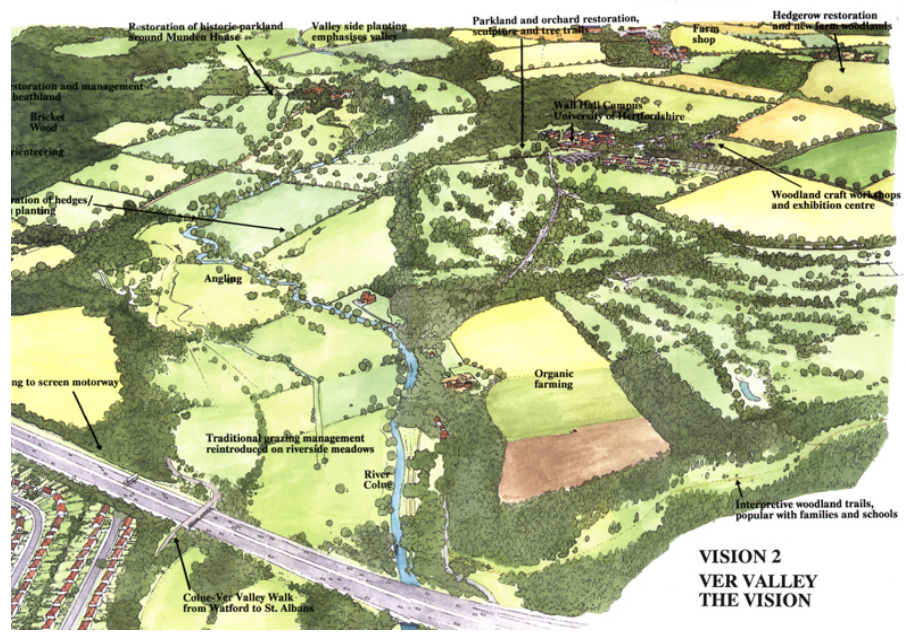 Restoration of historic parkland
around Munden House
Valley side planting
emphasises valley
Parkland and orchard restoration,
sculpture and tree trails
Farm
shop
Hedgerow restoration
and new farm woodlands
estoration and management
heathland
Bricket
Wood
rienteering
Wall Hall Campus
University of Hertfordshire
Woodland craft workshops
and exhibition centre
ration of hedges/
planting
Angling
Organic
farming
ng to screen motorway
Traditional grazing management
reintroduced on riverside meadows
River
Colne
Interpretive woodland trails,
popular with families and schools
Colne-Ver Valley Walk
from Watford to St. Albans
VISION 2
VER VALLEY
THE VISION